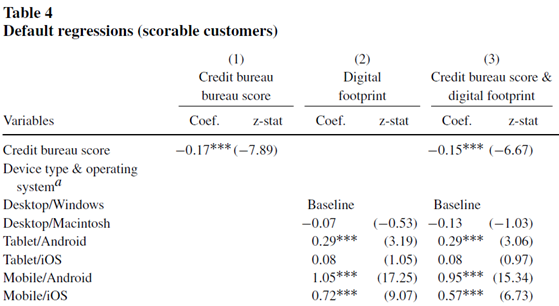 Table 4
Default regressions (scorable customers)
(1) (2) (3)
Credit bureau Digital Credit bureau score &
bureau score footprint digital footprint
Variables Coef. z-stat Coef. z-stat Coef. z-stat
Credit bureau score −0.17*** (−7.89) −0.15*** (−6.67)
Device type & operating
system^a
Desktop/Windows Baseline Baseline
Desktop/Macintosh −0.07 (−0.53) −0.13 (−1.03)
Tablet/Android 0.29*** (3.19) 0.29*** (3.06)
Tablet/iOS 0.08 (1.05) 0.08 (0.97)
Mobile/Android 1.05*** (17.25) 0.95*** (15.34)
Mobile/iOS 0.72*** (9.07) 0.57*** (6.73)